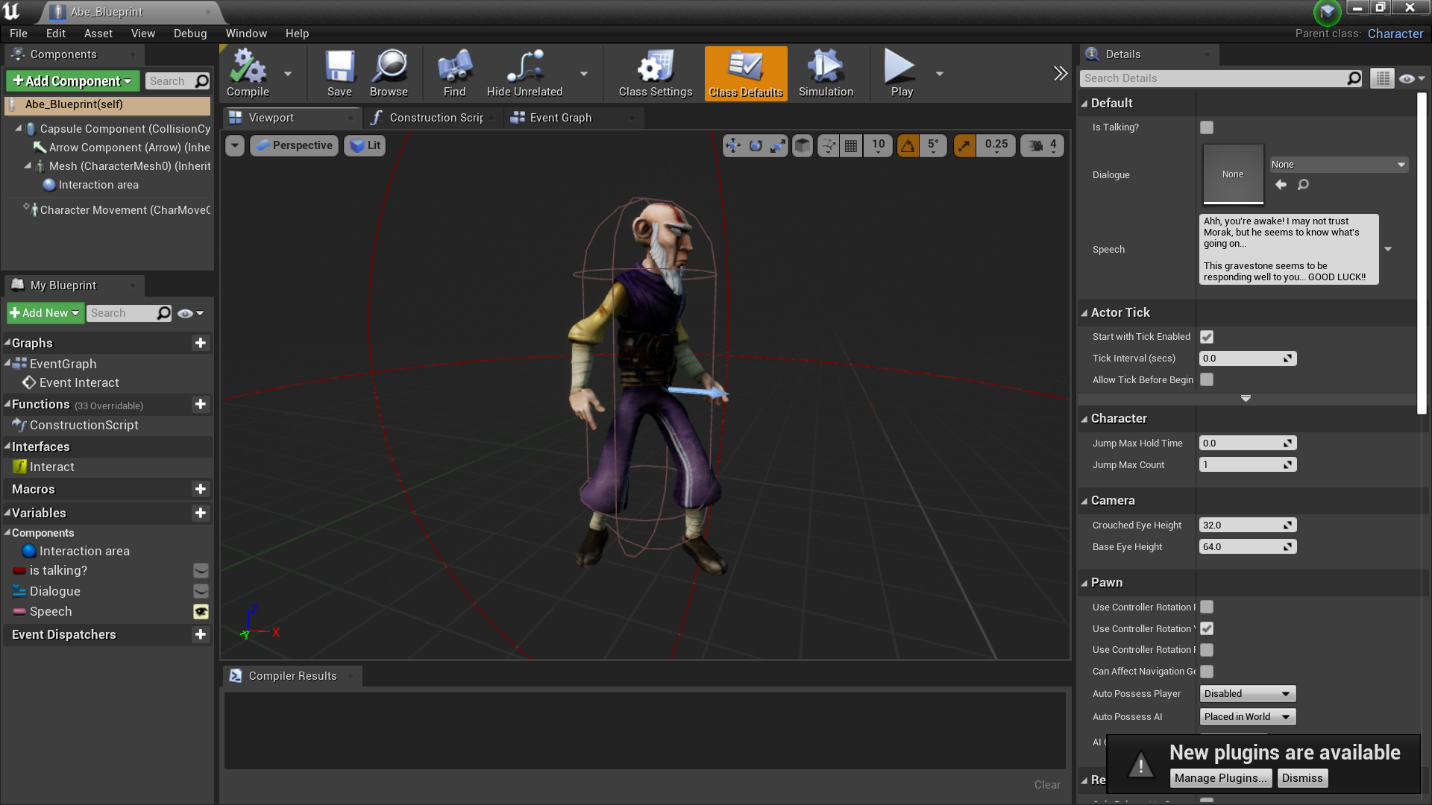 Abe_Blueprint
File Edit Asset View Debug Window Help
Parent class: Character
Components
+Add Component
Search
Abe_Blueprint(self)
Capsule Component (CollisionCy
Arrow Component (Arrow) (Inhe
Mesh (CharacterMesh0) (Inherit
Interaction area
Character Movement (CharMoveC
My Blueprint
+Add New
Search
Graphs
EventGraph
Event Interact
Functions (33 Overridable)
ConstructionScript
Interfaces
Interact
Macros
Variables
Components
Interaction area
is talking?
Dialogue
Speech
Event Dispatchers
Compile
Save
Browse
Find
Hide Unrelated
Class Settings
Class Defaults
Simulation
Play
Viewport
Construction Scrip
Event Graph
Perspective
Lit
10
5°
0.25
4
Z
X
Y
Compiler Results
Clear
Details
Search Details
Default
Is Talking?
Dialogue
None
None
Speech
Ahh, you're awake! I may not trust
Morak, but he seems to know what's
going on...
This gravestone seems to be
responding well to you... GOOD LUCK!!
Actor Tick
Start with Tick Enabled
Tick Interval (secs) 0.0
Allow Tick Before Begin
Character
Jump Max Hold Time 0.0
Jump Max Count 1
Camera
Crouched Eye Height 32.0
Base Eye Height 64.0
Pawn
Use Controller Rotation
Use Controller Rotation
Use Controller Rotation
Can Affect Navigation Ge
Auto Possess Player Disabled
Auto Possess AI Placed in World
AI
Re
New plugins are available
Manage Plugins...
Dismiss